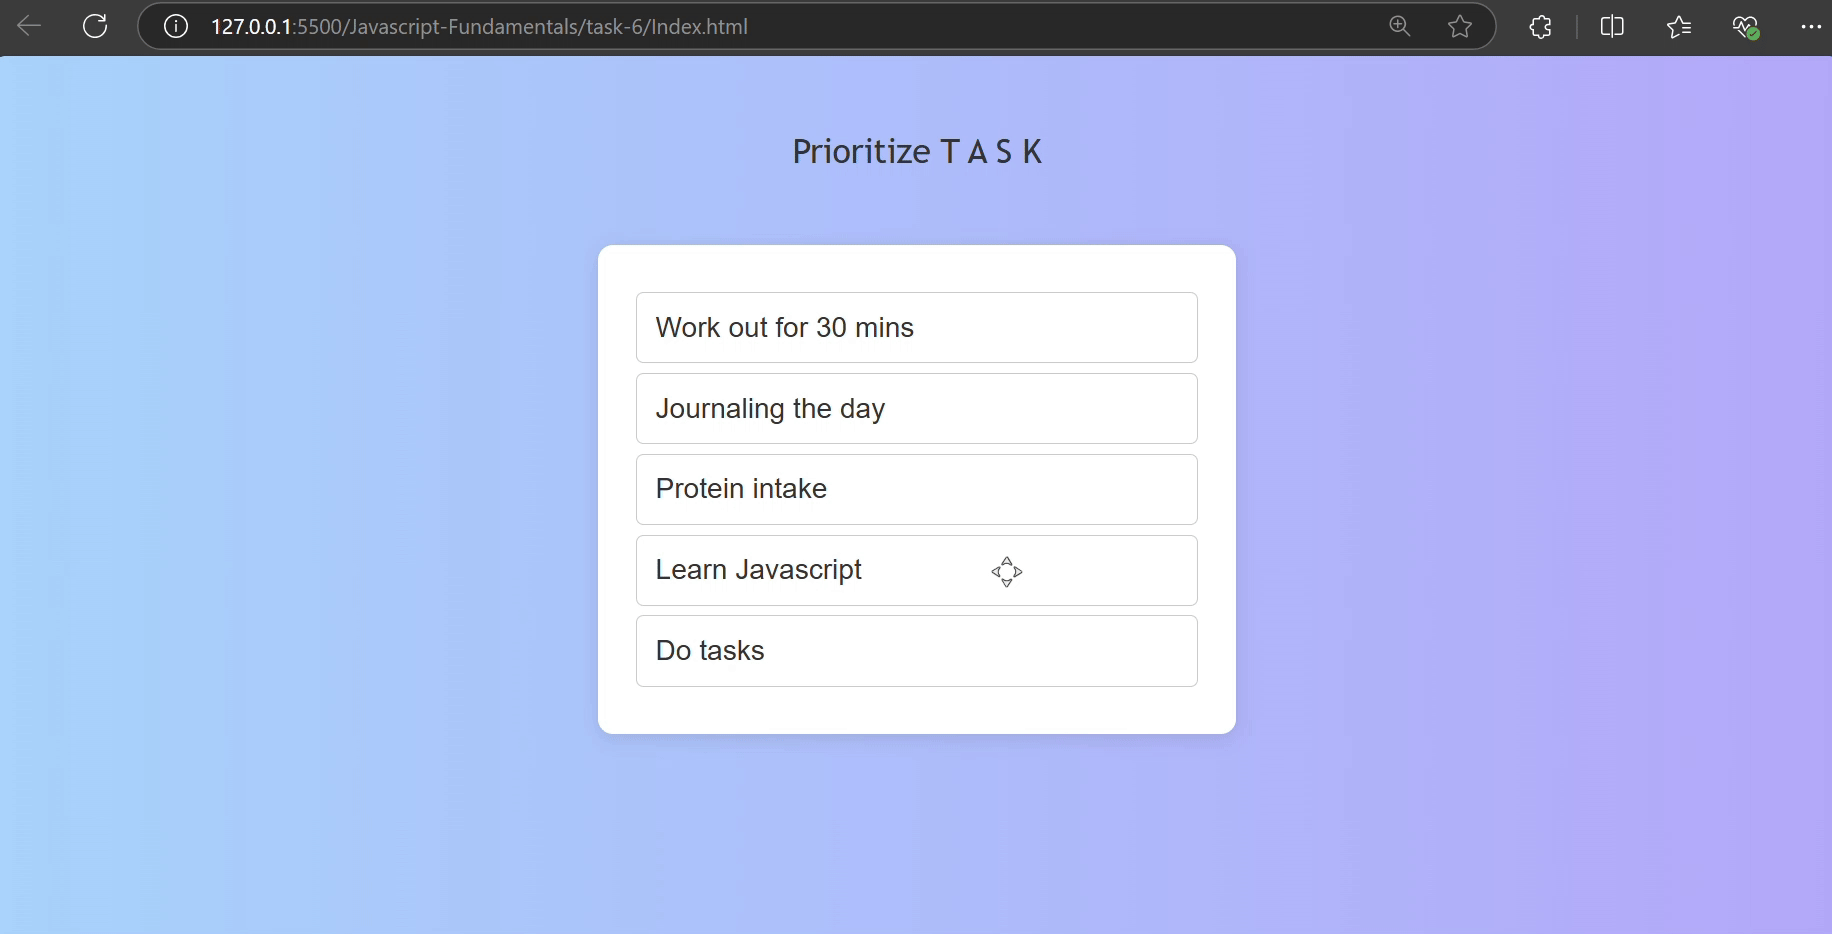 127.0.0.1:5500/Javascript-Fundamentals/task-6/Index.html
Prioritize T A S K
Work out for 30 mins
Journaling the day
Protein intake
Learn Javascript
Do tasks